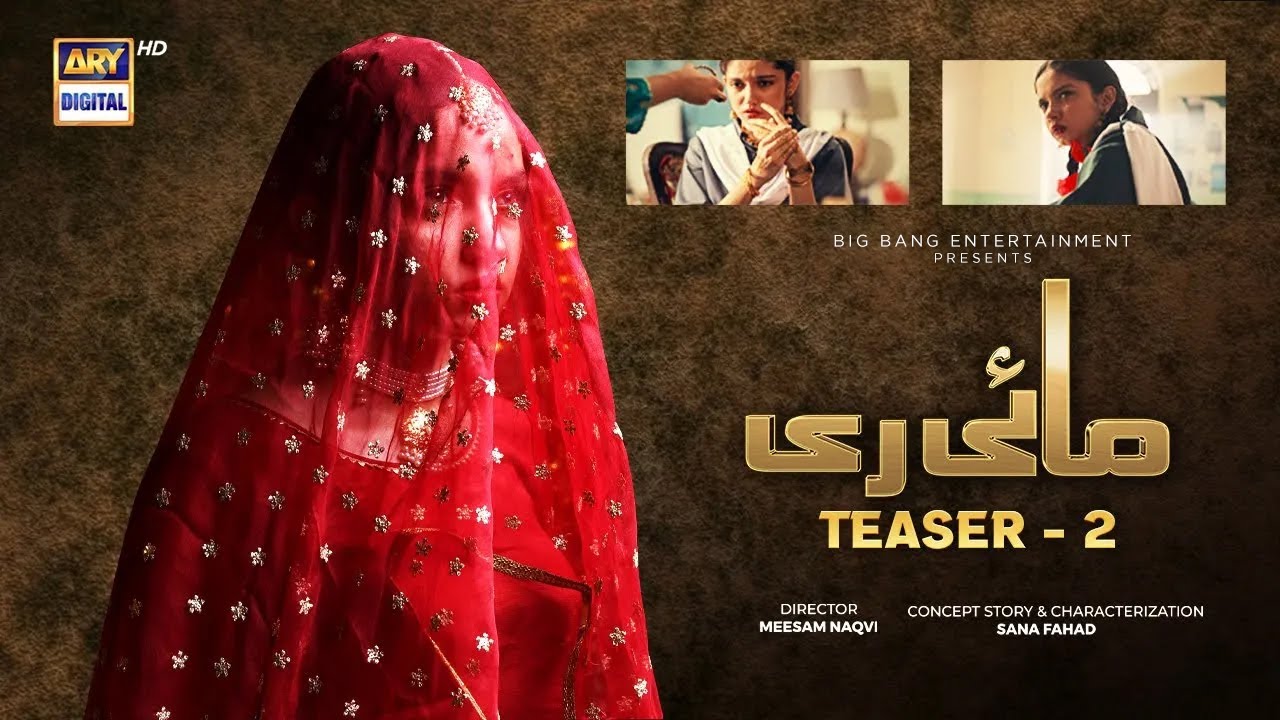 ARY
DIGITAL
HD
BIG BANG ENTERTAINMENT
PRESENTS
مائی ری
TEASER - 2
DIRECTOR
MEESAM NAQVI
CONCEPT STORY & CHARACTERIZATION
SANA FAHAD